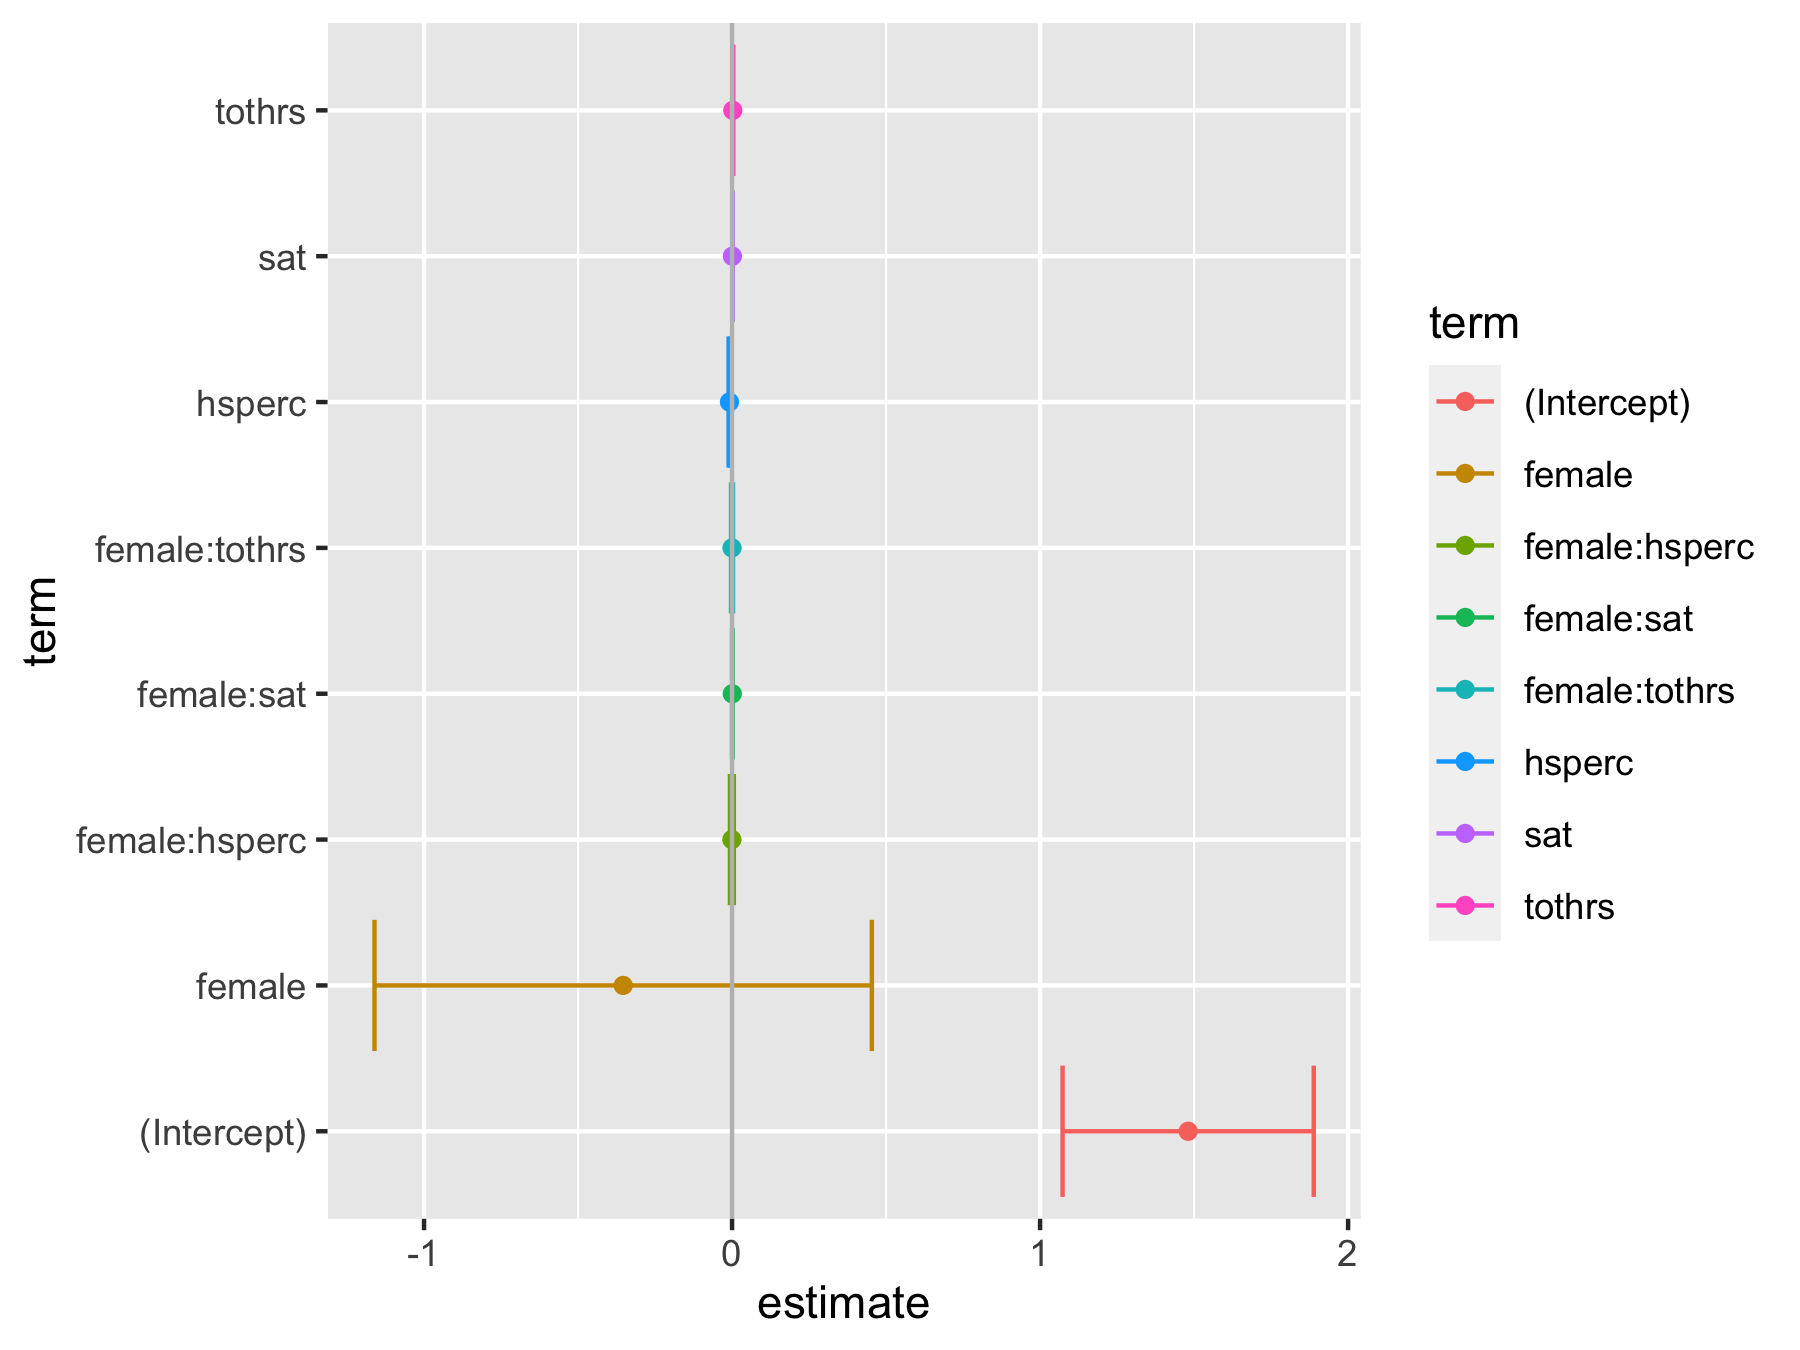 tothrs
sat
hsperc
female:tothrs
female:sat
female:hsperc
female
(Intercept)
term
-1 0 1 2
estimate
term
(Intercept)
female
female:hsperc
female:sat
female:tothrs
hsperc
sat
tothrs